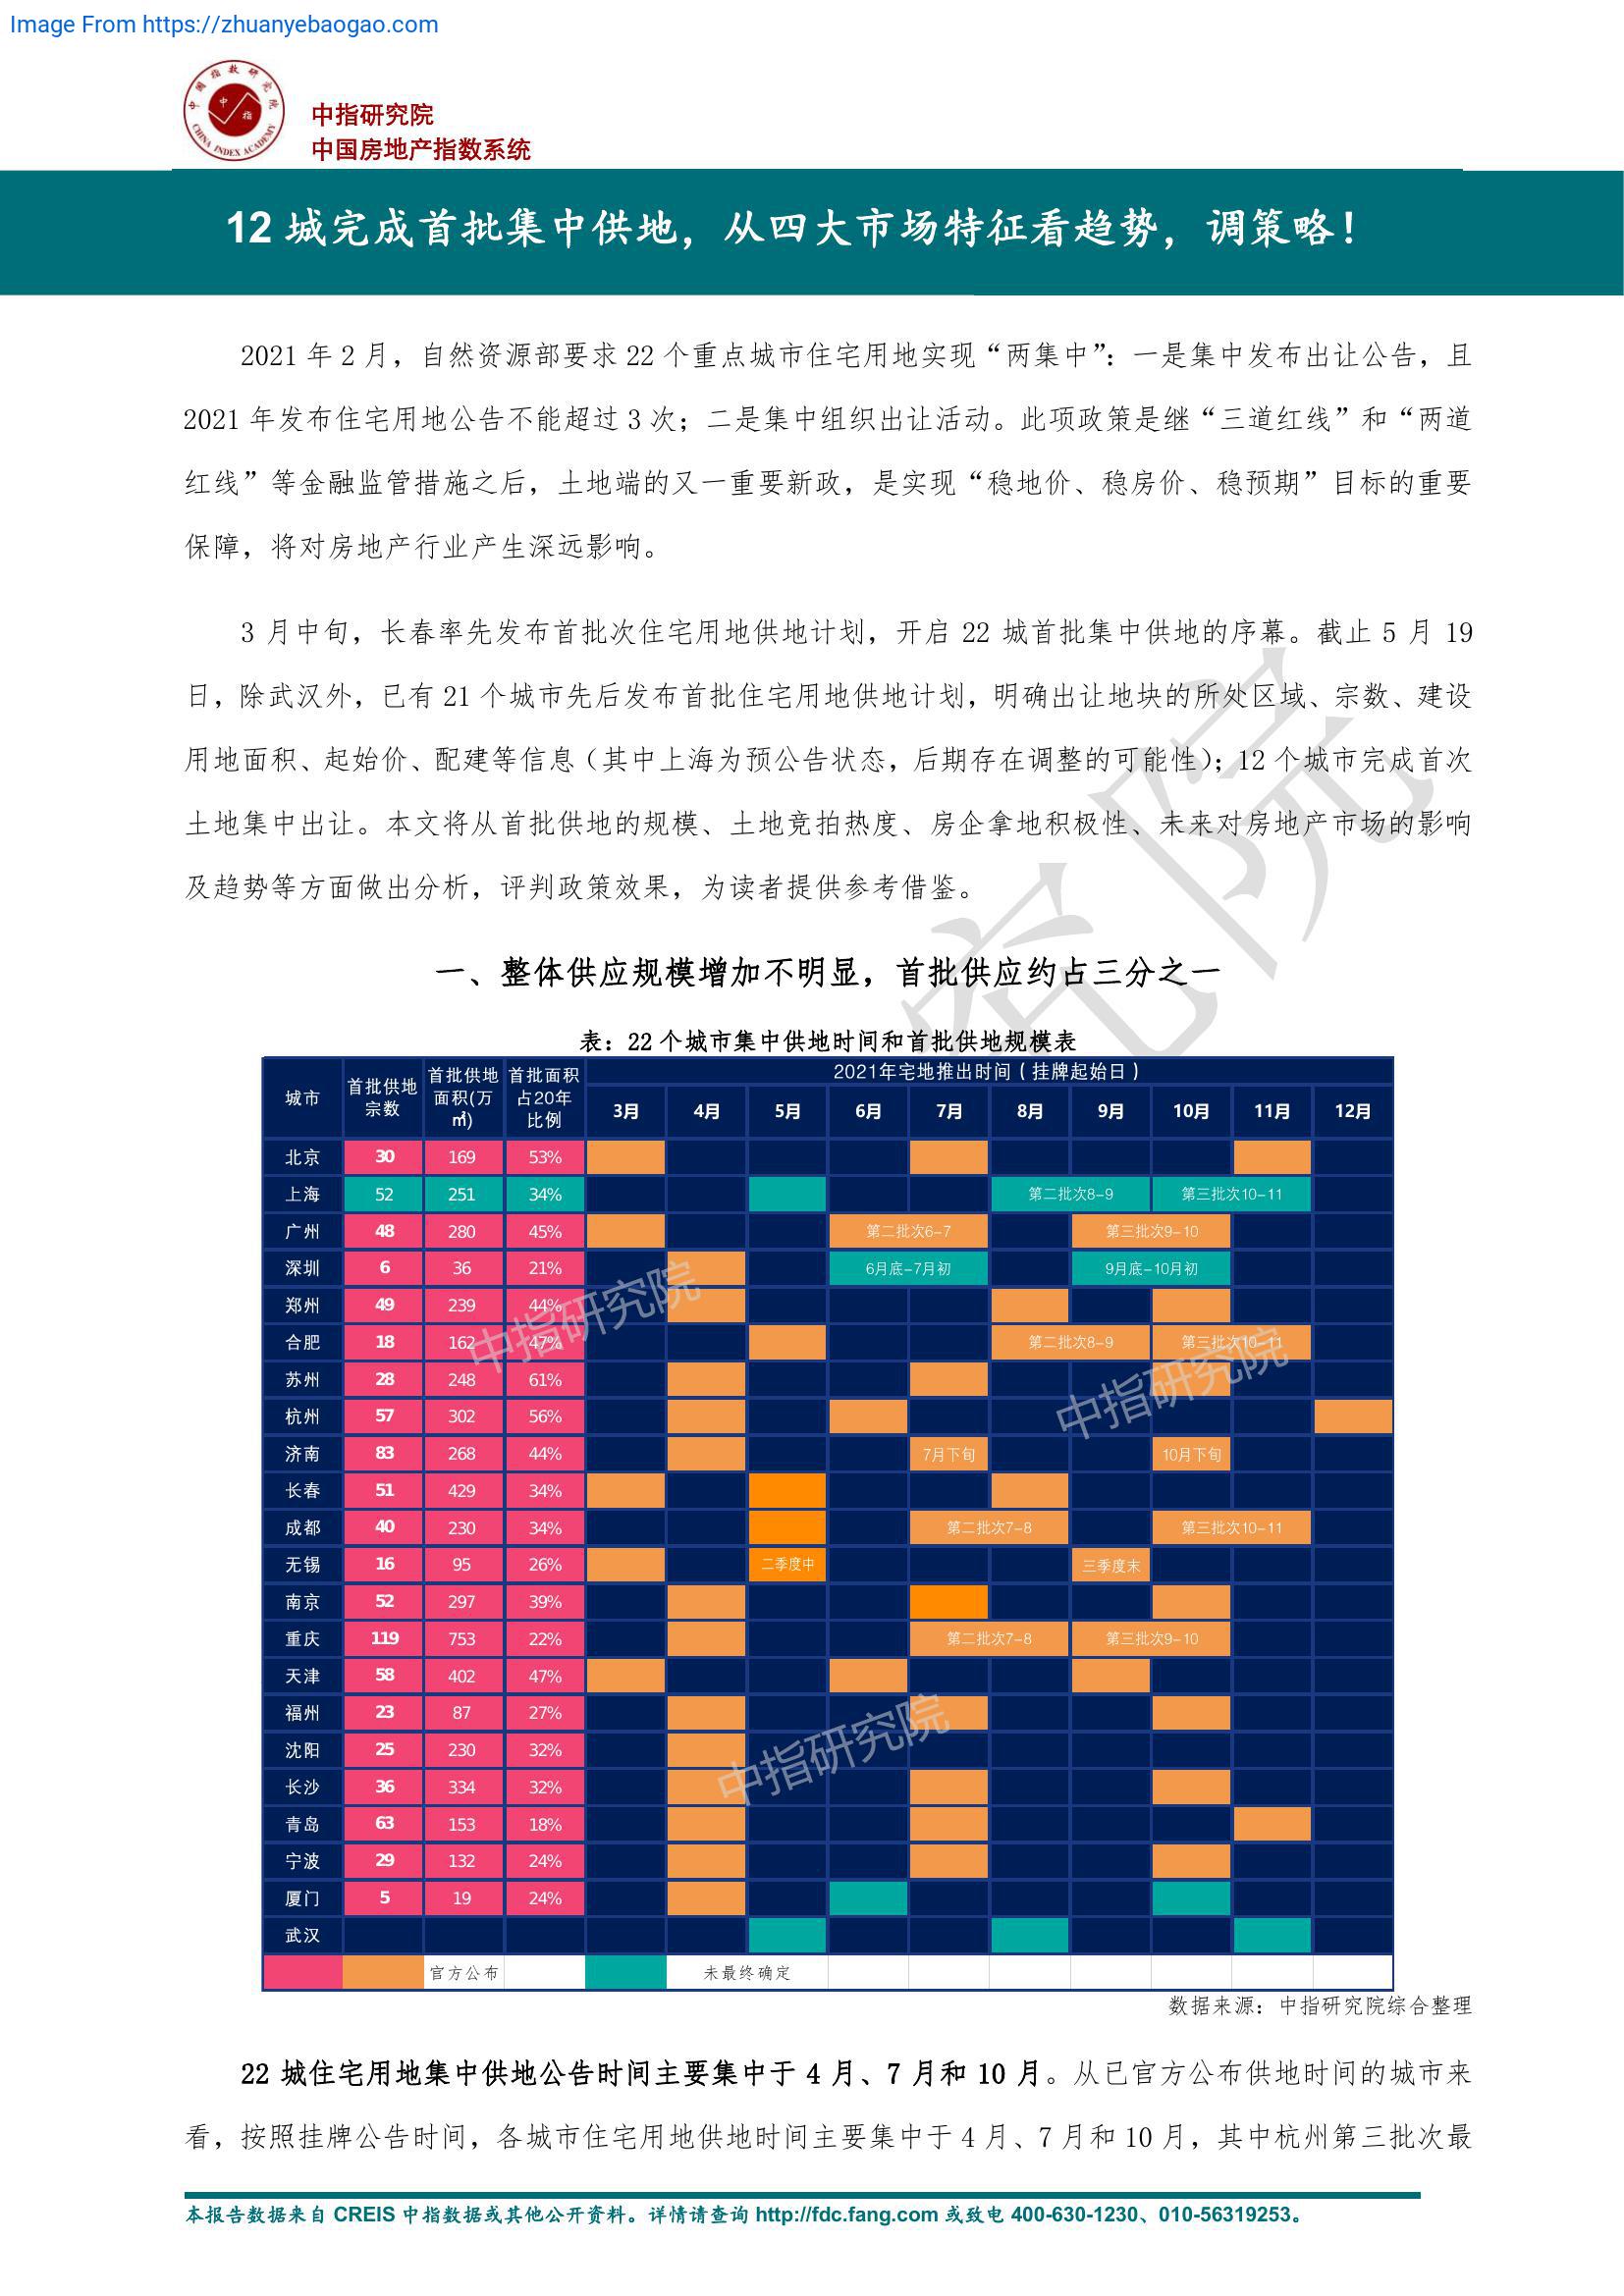 Image From https://zhuanyebaogao.com
中国指数研究院
中指
CHINA INDEX ACADEMY
中指研究院
中国房地产指数系统
12 城完成首批集中供地，从四大市场特征看趋势，调策略！
2021 年 2 月，自然资源部要求 22 个重点城市住宅用地实现“两集中”：一是集中发布出让公告，且
2021 年发布住宅用地公告不能超过 3 次；二是集中组织出让活动。此项政策是继“三道红线”和“两道
红线”等金融监管措施之后，土地端的又一重要新政，是实现“稳地价、稳房价、稳预期”目标的重要
保障，将对房地产行业产生深远影响。
3 月中旬，长春率先发布首批次住宅用地供地计划，开启 22 城首批集中供地的序幕。截止 5 月 19
日，除武汉外，已有 21 个城市先后发布首批住宅用地供地计划，明确出让地块的所处区域、宗数、建设
用地面积、起始价、配建等信息（其中上海为预公告状态，后期存在调整的可能性）；12 个城市完成首次
土地集中出让。本文将从首批供地的规模、土地竞拍热度、房企拿地积极性、未来对房地产市场的影响
及趋势等方面做出分析，评判政策效果，为读者提供参考借鉴。
一、整体供应规模增加不明显，首批供应约占三分之一
表：22 个城市集中供地时间和首批供地规模表
城市 首批供地宗数 首批供地面积(万㎡) 首批面积占20年比例 2021年宅地推出时间（挂牌起始日）
3月 4月 5月 6月 7月 8月 9月 10月 11月 12月
北京 30 169 53%
上海 52 251 34% 第二批次8-9 第三批次10-11
广州 48 280 45% 第二批次6-7 第三批次9-10
深圳 6 36 21% 6月底-7月初 9月底-10月初
郑州 49 239 44%
合肥 18 162 47% 第二批次8-9 第三批次10-11
苏州 28 248 61%
杭州 57 302 56%
济南 83 268 44% 7月下旬 10月下旬
长春 51 429 34%
成都 40 230 34% 第二批次7-8 第三批次10-11
无锡 16 95 26% 二季度中 三季度末
南京 52 297 39%
重庆 119 753 22% 第二批次7-8 第三批次9-10
天津 58 402 47%
福州 23 87 27%
沈阳 25 230 32%
长沙 36 334 32%
青岛 63 153 18%
宁波 29 132 24%
厦门 5 19 24%
武汉
官方公布 未最终确定
中指研究院
中指研究院
中指研究院
究院
数据来源：中指研究院综合整理
22 城住宅用地集中供地公告时间主要集中于 4 月、7 月和 10 月。从已官方公布供地时间的城市来
看，按照挂牌公告时间，各城市住宅用地供地时间主要集中于 4 月、7 月和 10 月，其中杭州第三批次最
本报告数据来自 CREIS 中指数据或其他公开资料。详情请查询 http://fdc.fang.com 或致电 400-630-1230、010-56319253。